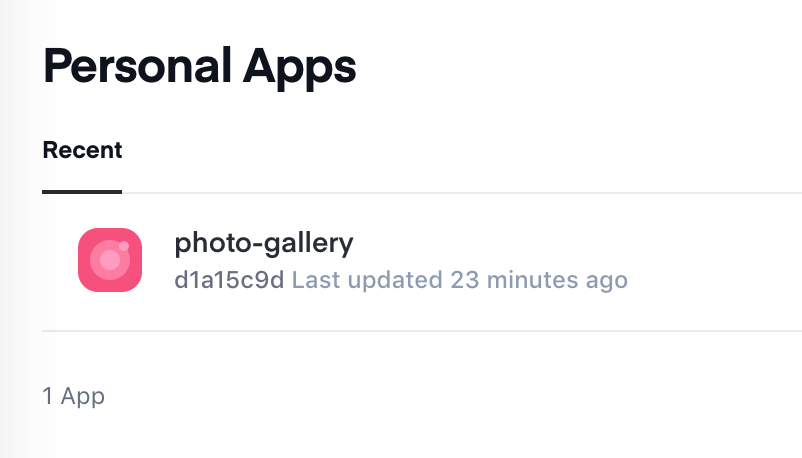 Personal Apps
Recent
photo-gallery
d1a15c9d Last updated 23 minutes ago
1 App